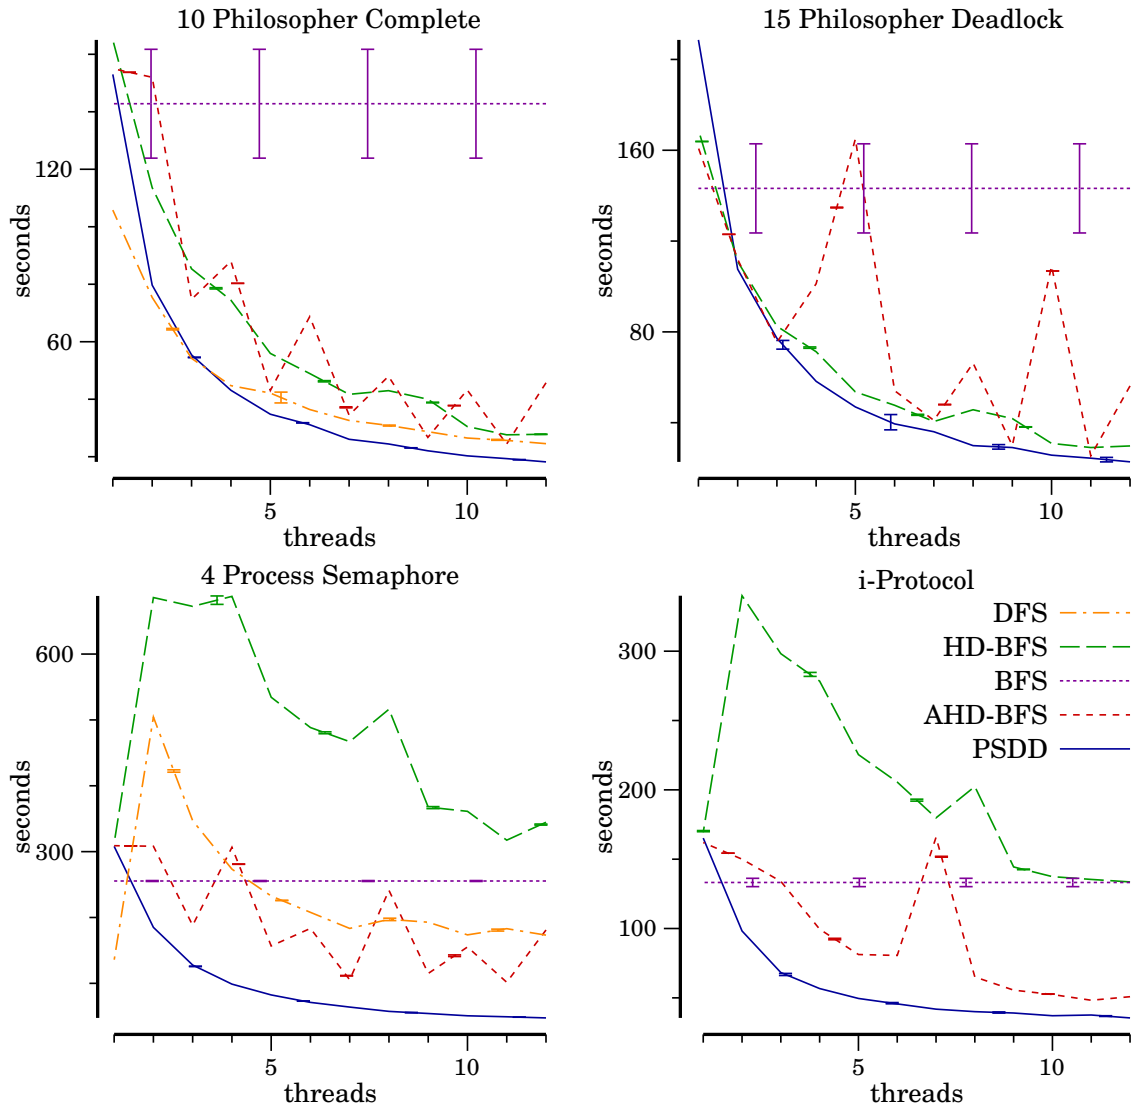 10 Philosopher Complete
120
60
seconds
5
10
threads
15 Philosopher Deadlock
160
80
seconds
5
10
threads
4 Process Semaphore
600
300
seconds
5
10
threads
i-Protocol
DFS
HD-BFS
BFS
AHD-BFS
PSDD
300
200
100
seconds
5
10
threads